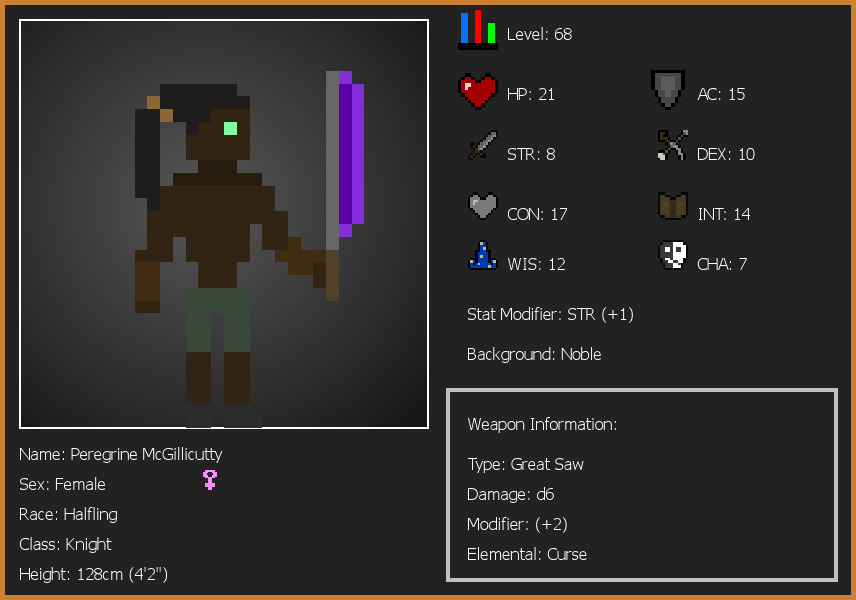 Level: 68
HP: 21
AC: 15
STR: 8
DEX: 10
CON: 17
INT: 14
WIS: 12
CHA: 7
Stat Modifier: STR (+1)
Background: Noble
Weapon Information:
Type: Great Saw
Damage: d6
Modifier: (+2)
Elemental: Curse
Name: Peregrine McGillicutty
Sex: Female
Race: Halfling
Class: Knight
Height: 128cm (4'2")